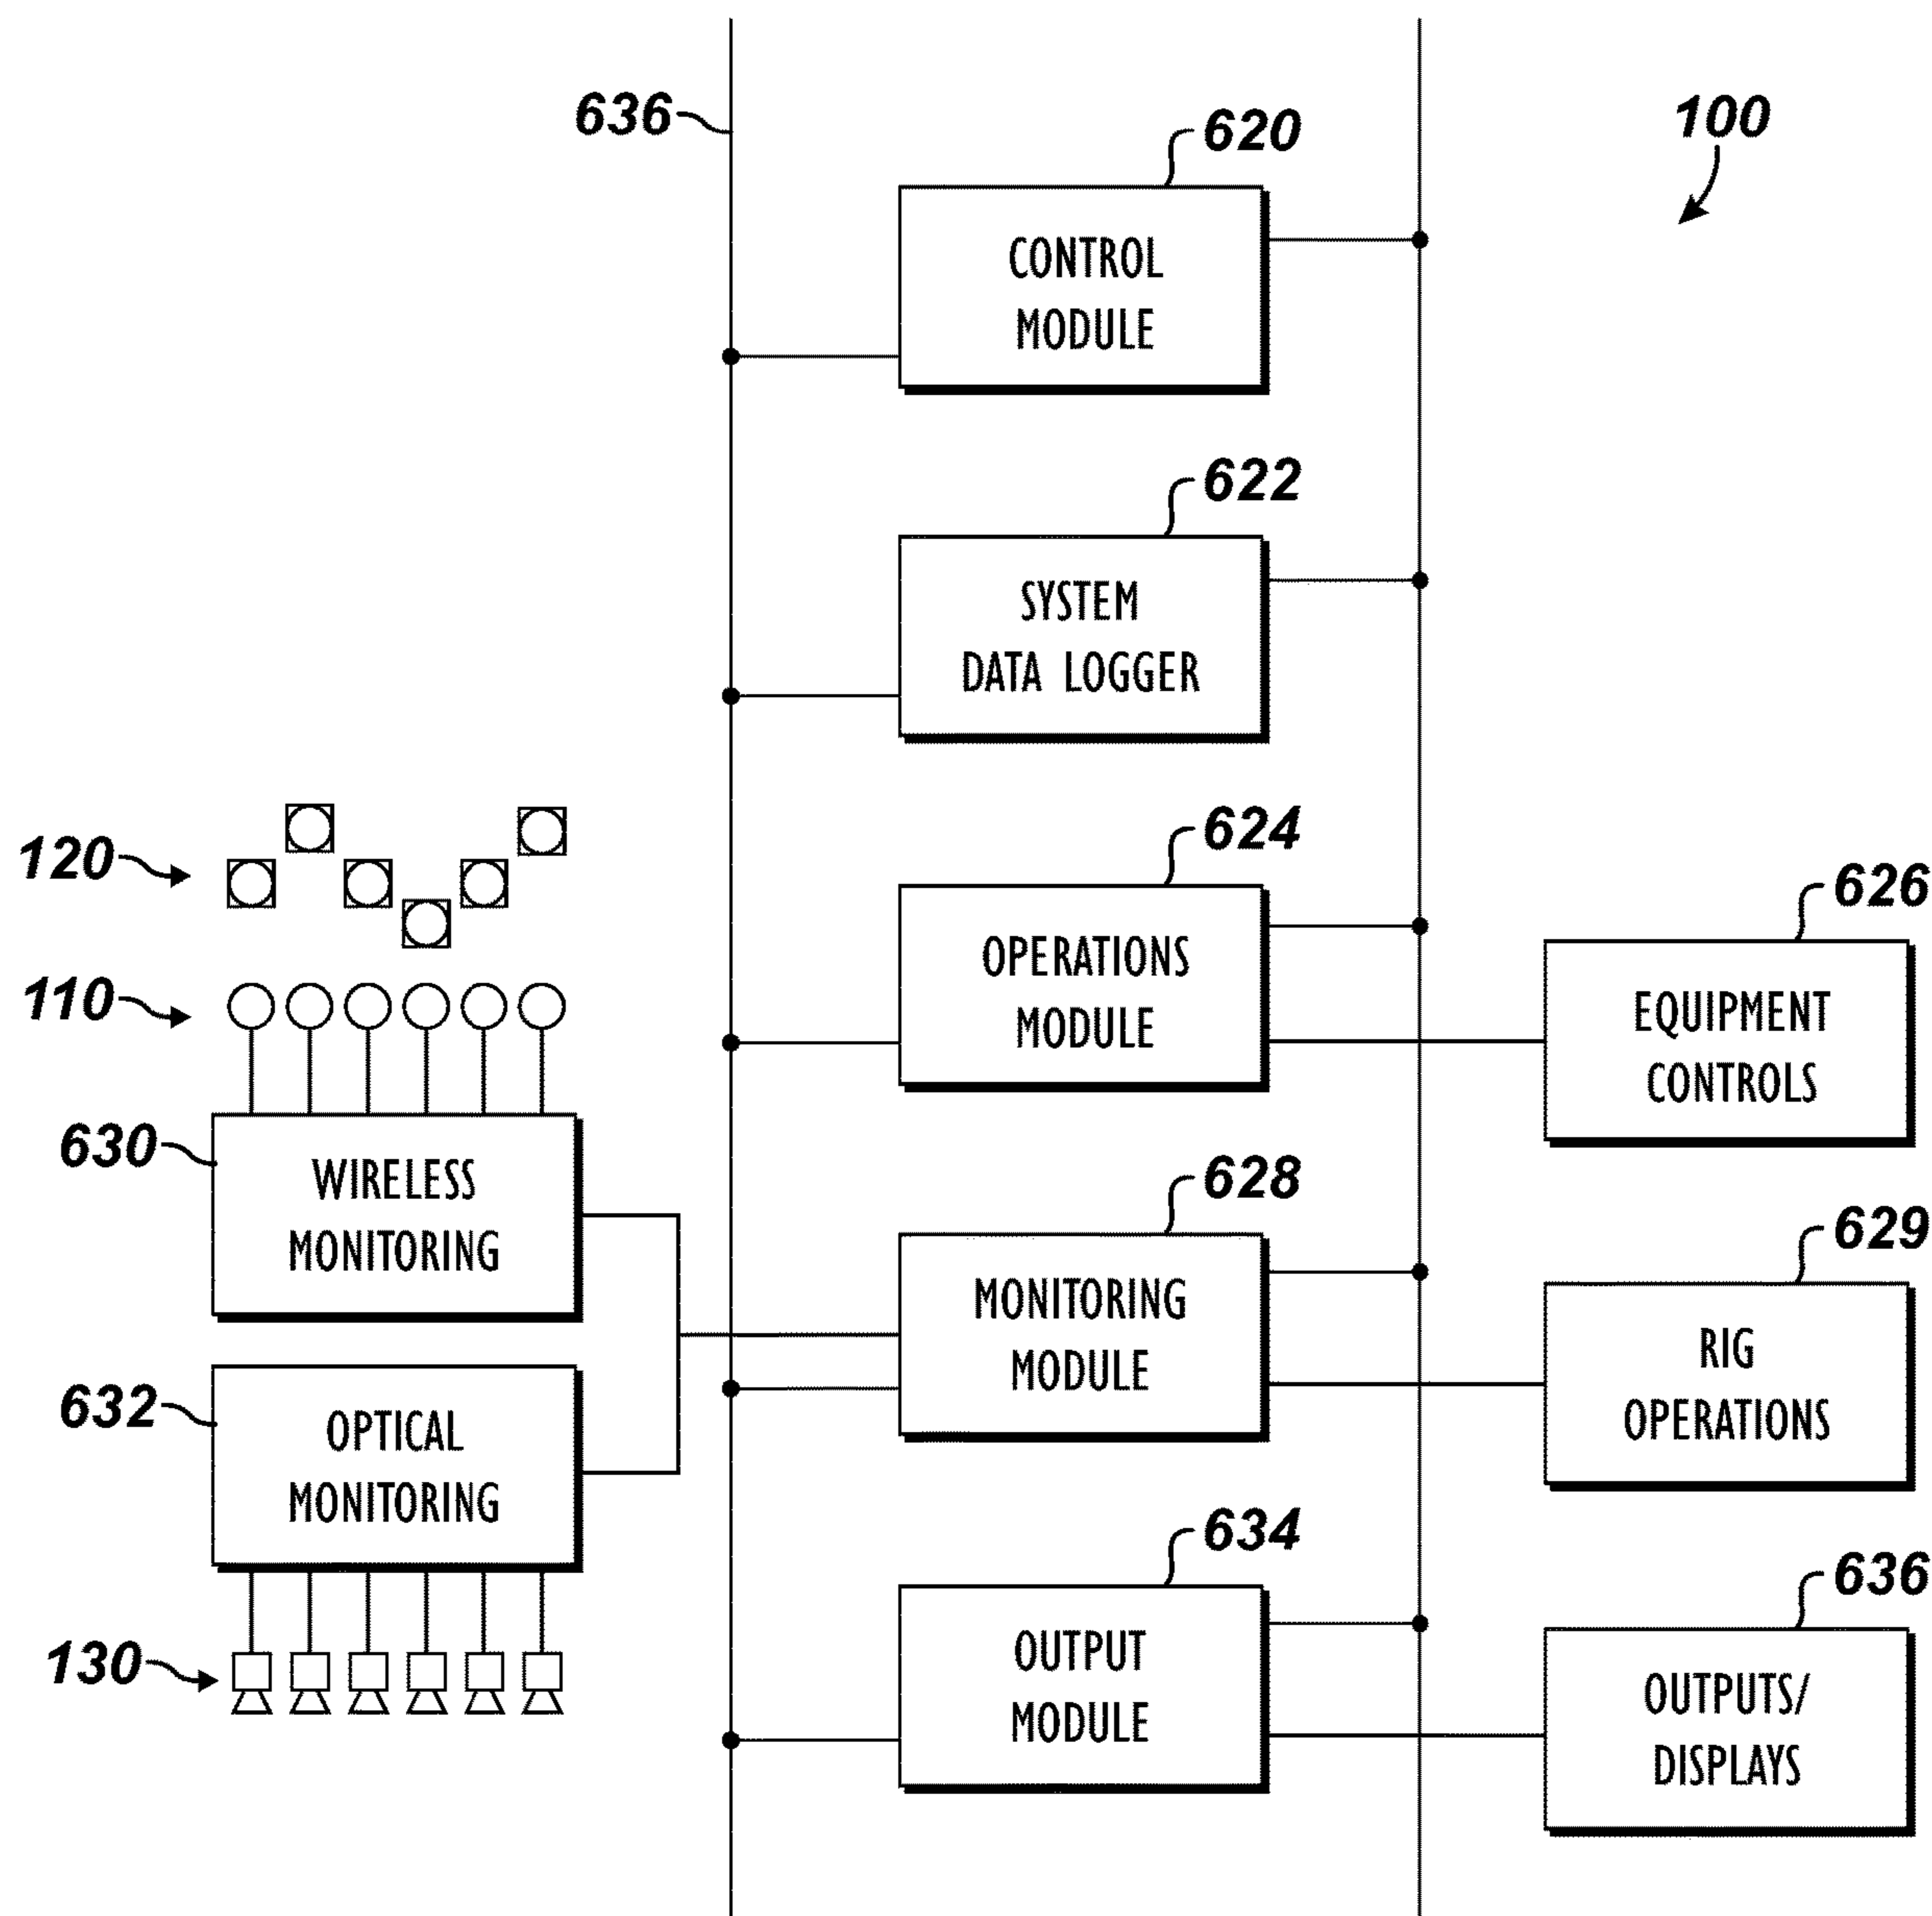 636
620
100
CONTROL
MODULE
622
SYSTEM
DATA LOGGER
120
624
OPERATIONS
MODULE
626
EQUIPMENT
CONTROLS
110
630
WIRELESS
MONITORING
628
MONITORING
MODULE
629
RIG
OPERATIONS
632
OPTICAL
MONITORING
634
OUTPUT
MODULE
636
OUTPUTS/
DISPLAYS
130